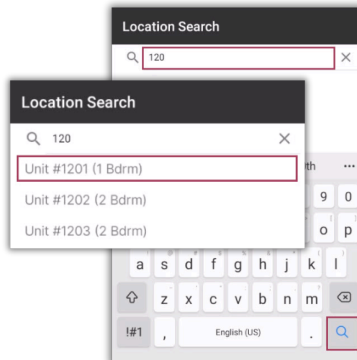 Location Search
120
Location Search
120
Unit #1201 (1 Bdrm)
Unit #1202 (2 Bdrm)
Unit #1203 (2 Bdrm)
...
9 0
o p
a s d f g h j k l
z x c v b n m
!#1 , English (US) .